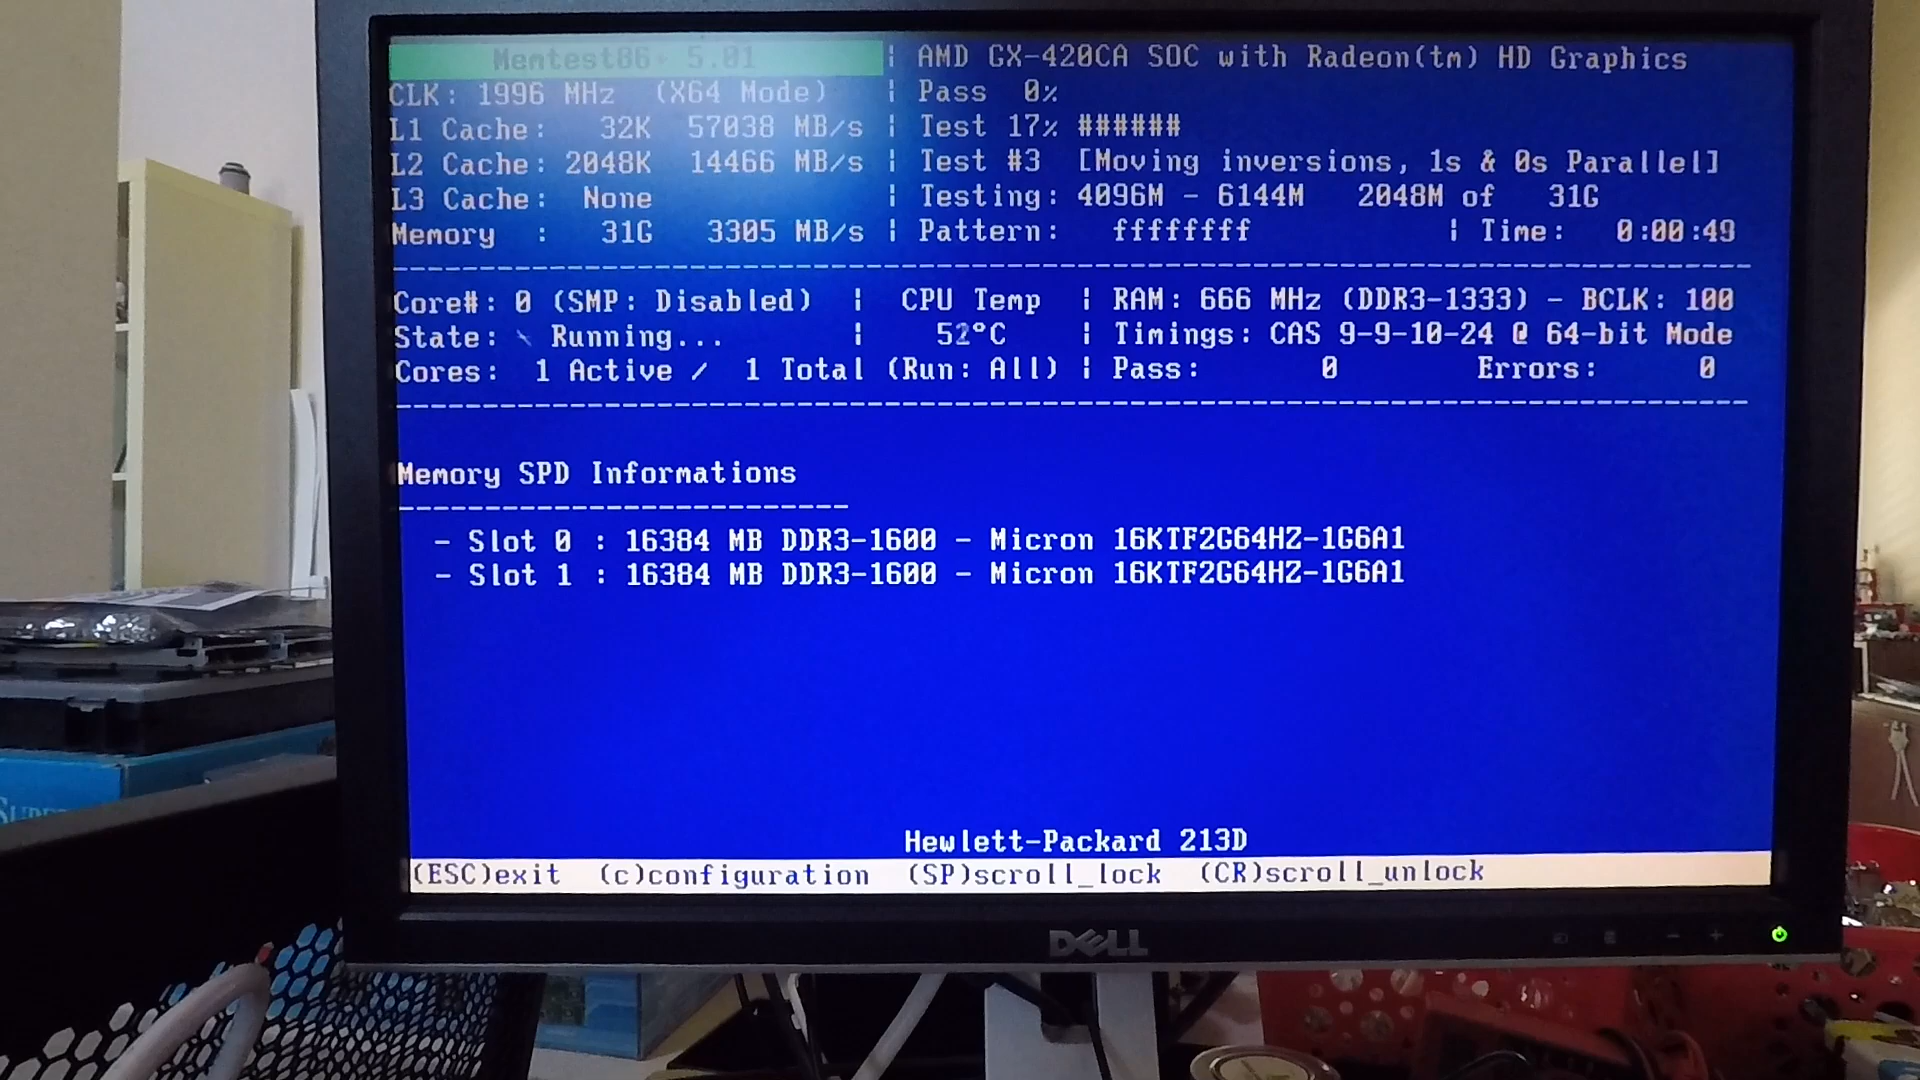 Memtest86+ 5.01 | AMD GX-420CA SOC with Radeon(tm) HD Graphics
CLK: 1996 MHz (X64 Mode) | Pass 0%
L1 Cache: 32K 57038 MB/s | Test 17% ######
L2 Cache: 2048K 14466 MB/s | Test #3 [Moving inversions, 1s & 0s Parallel]
L3 Cache: None | Testing: 4096M - 6144M 2048M of 31G
Memory : 31G 3305 MB/s | Pattern: ffffffff | Time: 0:00:49
Core#: 0 (SMP: Disabled) | CPU Temp | RAM: 666 MHz (DDR3-1333) - BCLK: 100
State: \ Running... | 52°C | Timings: CAS 9-9-10-24 @ 64-bit Mode
Cores: 1 Active / 1 Total (Run: All) | Pass: 0 Errors: 0
Memory SPD Informations
- Slot 0 : 16384 MB DDR3-1600 - Micron 16KTF2G64HZ-1G6A1
- Slot 1 : 16384 MB DDR3-1600 - Micron 16KTF2G64HZ-1G6A1
Hewlett-Packard 213D
(ESC)exit (c)configuration (SP)scroll_lock (CR)scroll_unlock
DELL